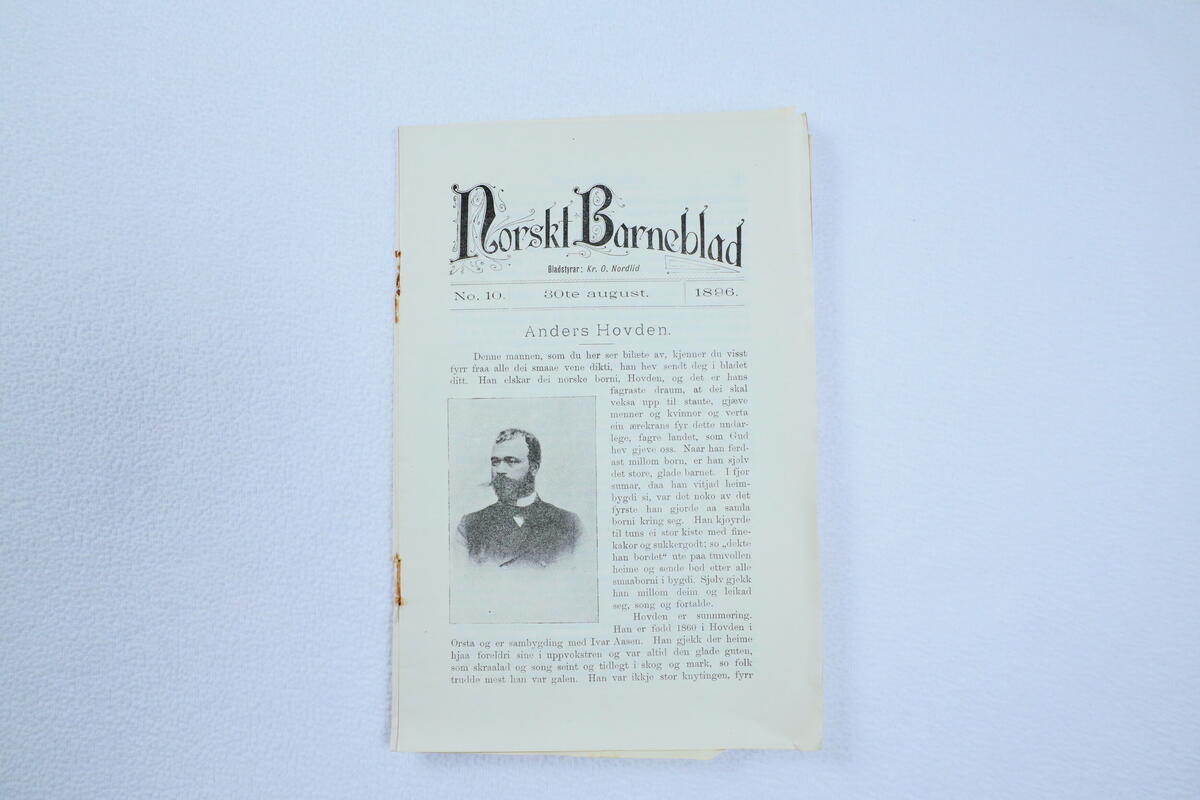 Norskt Barneblad
Bladstyrar: Kr. O. Nordlid
No. 10. 30te august. 1896.
Anders Hovden.
Denne mannen, som du her ser bilæte av, kjenner du visst
fyrr fraa alle dei smaae vene dikti, han hev sendt deg i bladet
ditt. Han elskar dei norske borni, Hovden, og det er hans
fagraste draum, at dei skal
veksa upp til staute, gjæve
menner og kvinnor og verta
ein ærekrans fyr dette undar-
lege, fagre landet, som Gud
hev gjeve oss. Naar han ferd-
ast millom born, er han sjølv
det store, glade barnet. I fjor
sumar, daa han vitjad heim-
bygdi si, var det noko av det
fyrste han gjorde aa samla
borni kring seg. Han kjøyrde
til tuns ei stor kiste med fine-
kakor og sukkergodt; so „dekte
han bordet“ ute paa tunvollen
heime og sende bod etter alle
smaaborni i bygdi. Sjølv gjekk
han millom deim og leikad
seg, song og fortalde.
Hovden er sunnmøring.
Han er fødd 1860 i Hovden i
Ørsta og er sambygding med Ivar Aasen. Han gjekk der heime
hjaa foreldri sine i uppvokstren og var altid den glade guten,
som skraalad og song seint og tidlegt i skog og mark, so folk
trudde mest han var galen. Han var ikkje stor knytingen, fyrr